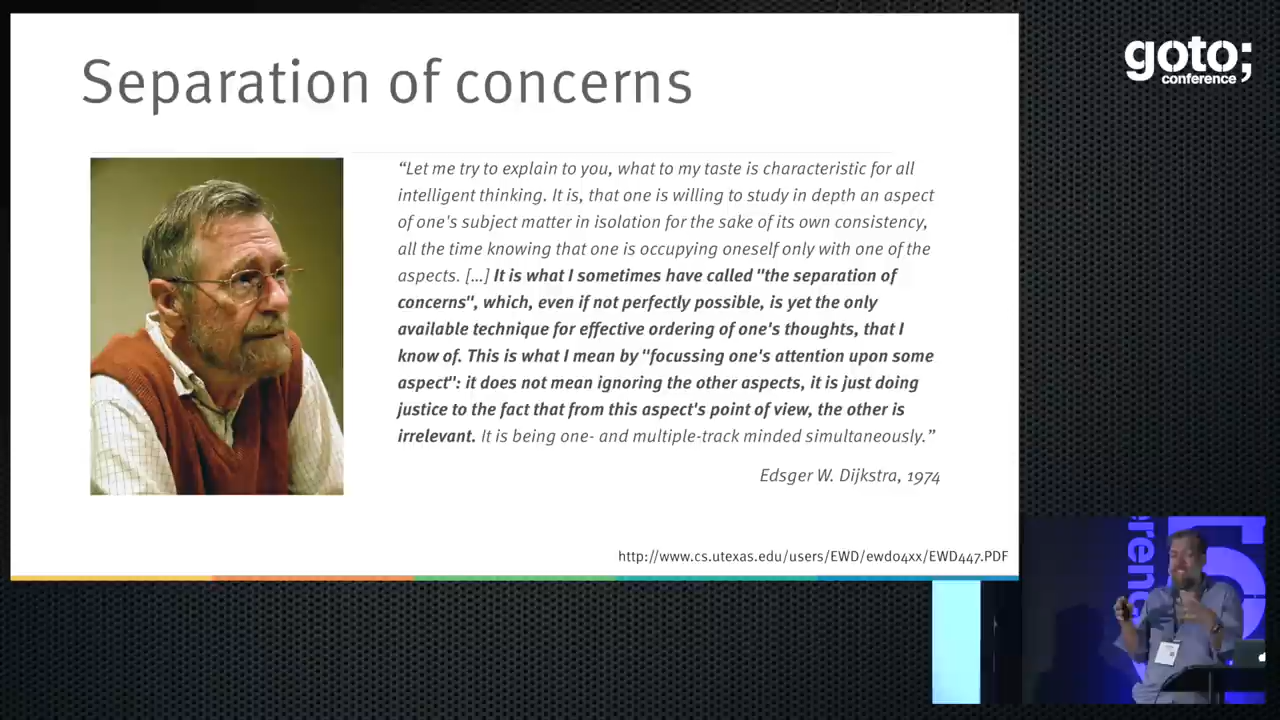 Separation of concerns
goto;
conference
“Let me try to explain to you, what to my taste is characteristic for all
intelligent thinking. It is, that one is willing to study in depth an aspect
of one's subject matter in isolation for the sake of its own consistency,
all the time knowing that one is occupying oneself only with one of the
aspects. [...] It is what I sometimes have called "the separation of
concerns", which, even if not perfectly possible, is yet the only
available technique for effective ordering of one's thoughts, that I
know of. This is what I mean by "focussing one's attention upon some
aspect": it does not mean ignoring the other aspects, it is just doing
justice to the fact that from this aspect's point of view, the other is
irrelevant. It is being one- and multiple-track minded simultaneously.”
Edsger W. Dijkstra, 1974
http://www.cs.utexas.edu/users/EWD/ewd04xx/EWD447.PDF